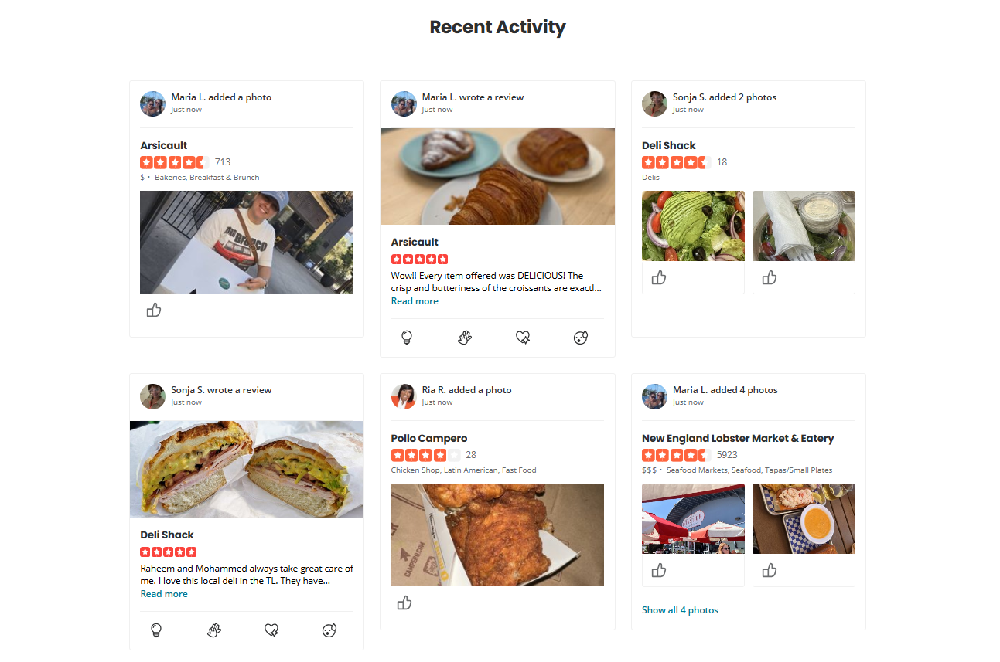 Recent Activity
Maria L. added a photo
Just now
Arsicault
713
$ • Bakeries, Breakfast & Brunch
Maria L. wrote a review
Just now
Arsicault
Wow!! Every item offered was DELICIOUS! The
crisp and butteriness of the croissants are exactl...
Read more
Sonja S. added 2 photos
Just now
Deli Shack
18
Delis
Sonja S. wrote a review
Just now
Deli Shack
Raheem and Mohammed always take great care of
me. I love this local deli in the TL. They have...
Read more
Ria R. added a photo
Just now
Pollo Campero
28
Chicken Shop, Latin American, Fast Food
CAMPERO.COM
Maria L. added 4 photos
Just now
New England Lobster Market & Eatery
5923
$$$ • Seafood Markets, Seafood, Tapas/Small Plates
Show all 4 photos